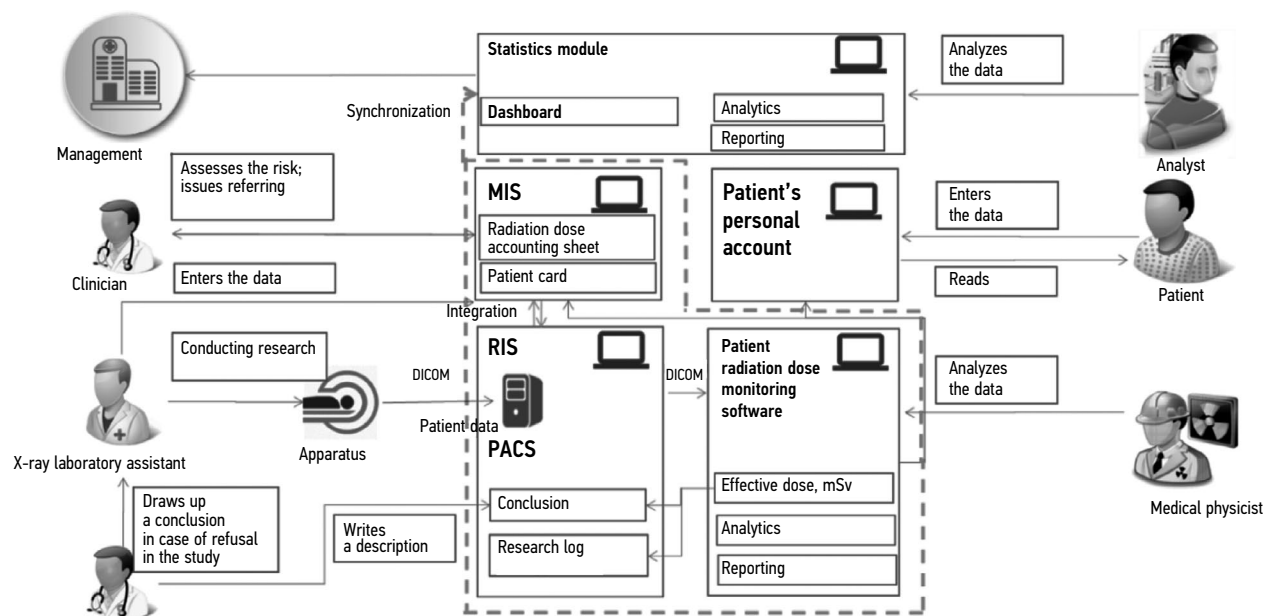 Statistics module
Analyzes
the data
Synchronization
Dashboard
Analytics
Reporting
Management
Analyst
Assesses the risk;
issues referring
MIS
Patient's
personal
account
Enters
the data
Radiation dose
accounting sheet
Clinician
Enters the data
Patient card
Reads
Patient
Integration
Conducting research
RIS
Patient
radiation dose
monitoring
software
Analyzes
the data
DICOM
DICOM
Patient data
PACS
Apparatus
X-ray laboratory assistant
Effective dose, mSv
Medical physicist
Draws up
a conclusion
in case of refusal
in the study
Conclusion
Writes
a description
Analytics
Research log
Reporting